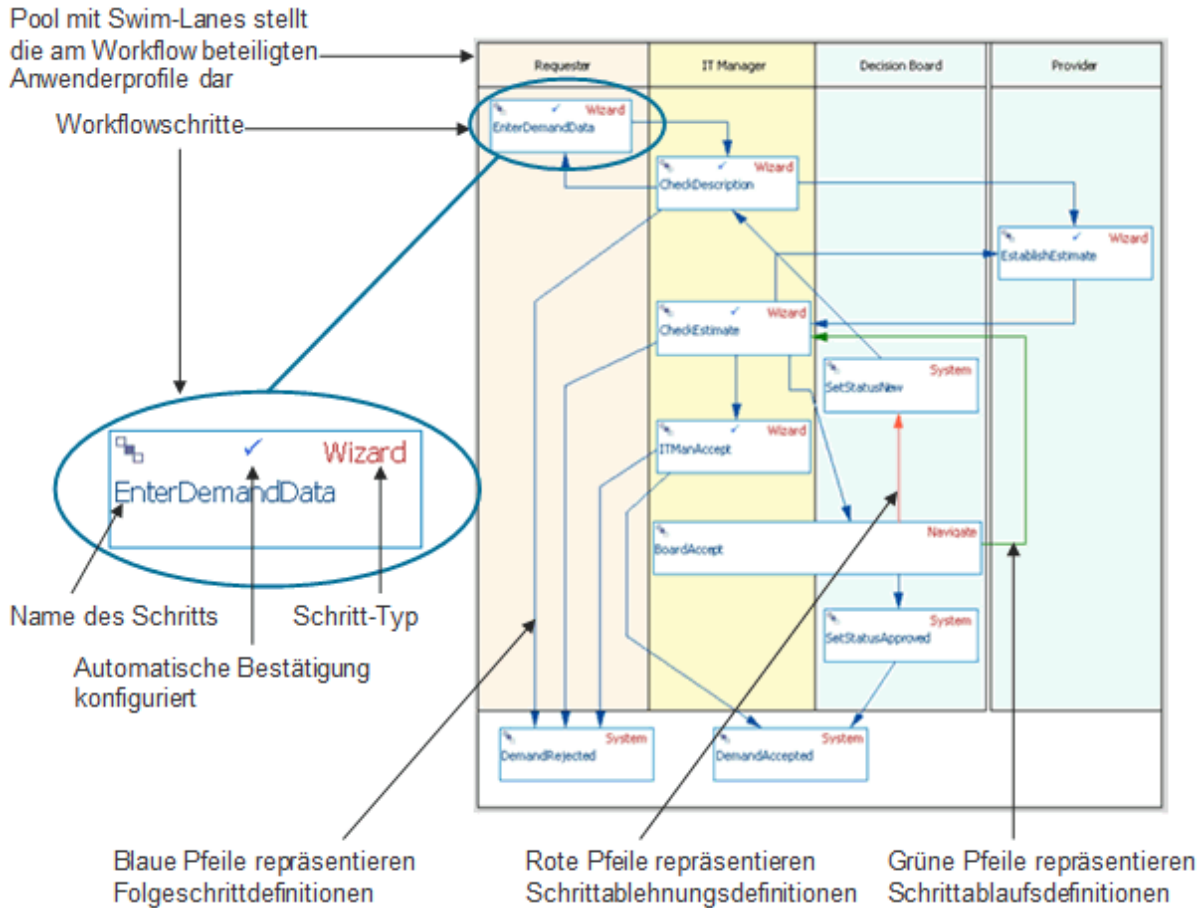 Pool mit Swim-Lanes stellt
die am Workflow beteiligten
Anwenderprofile dar
Workflowschritte
Requester
IT Manager
Decision Board
Provider
Wizard
EnterDemandData
Wizard
CheckDescription
Wizard
EstablishEstimate
Wizard
CheckEstimate
System
SetStatusNew
Wizard
ITManAccept
Navigate
BoardAccept
System
SetStatusApproved
System
DemandRejected
System
DemandAccepted
Wizard
EnterDemandData
Name des Schritts
Schritt-Typ
Automatische Bestätigung
konfiguriert
Blaue Pfeile repräsentieren
Folgeschrittdefinitionen
Rote Pfeile repräsentieren
Schrittablehnungsdefinitionen
Grüne Pfeile repräsentieren
Schrittablaufsdefinitionen